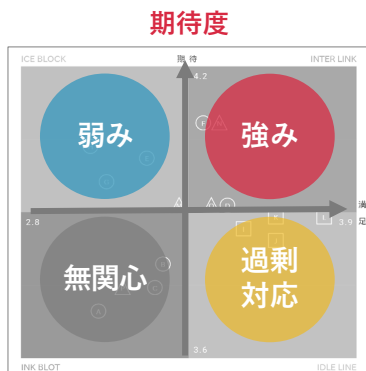 期待度
ICE BLOCK
期 待
INTER LINK
4.2
弱み
強み
F
E
D
D
満
足
2.8
3.9
無関心
過剰
対応
I
A
3.6
INK BLOT
IDLE LINE